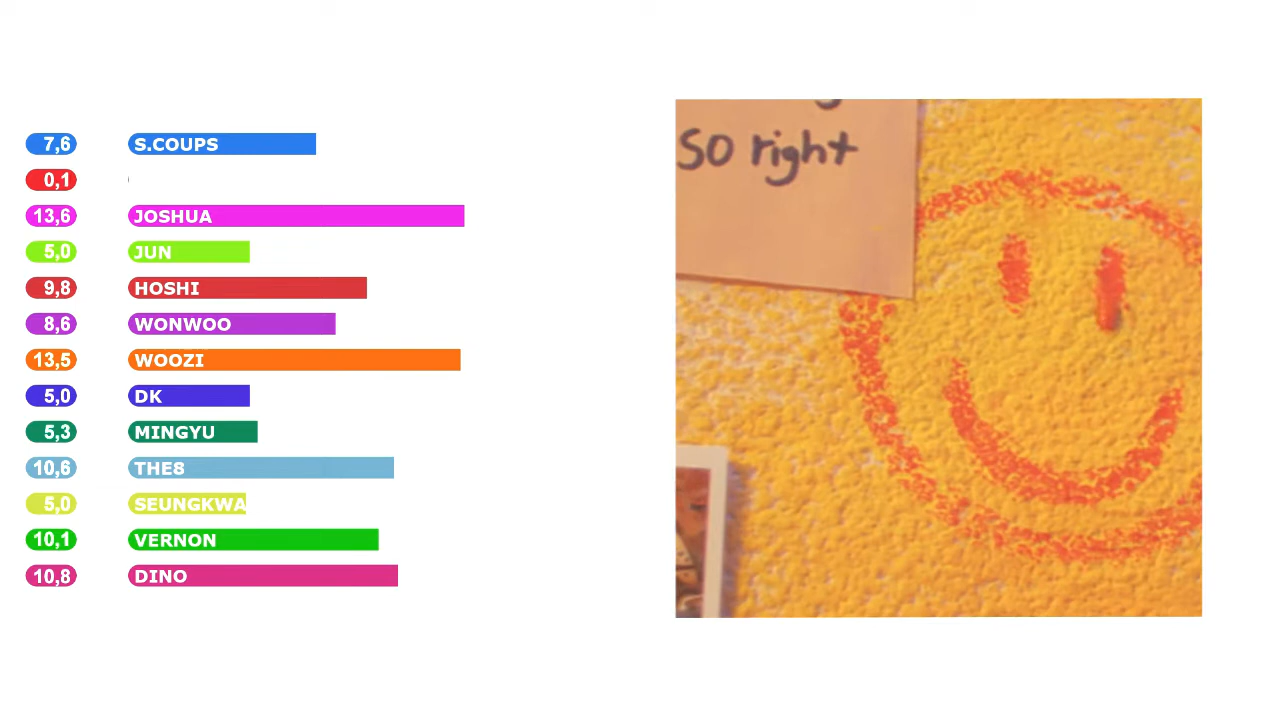 7,6 S.COUPS
0,1
13,6 JOSHUA
5,0 JUN
9,8 HOSHI
8,6 WONWOO
13,5 WOOZI
5,0 DK
5,3 MINGYU
10,6 THE8
5,0 SEUNGKWA
10,1 VERNON
10,8 DINO
so right